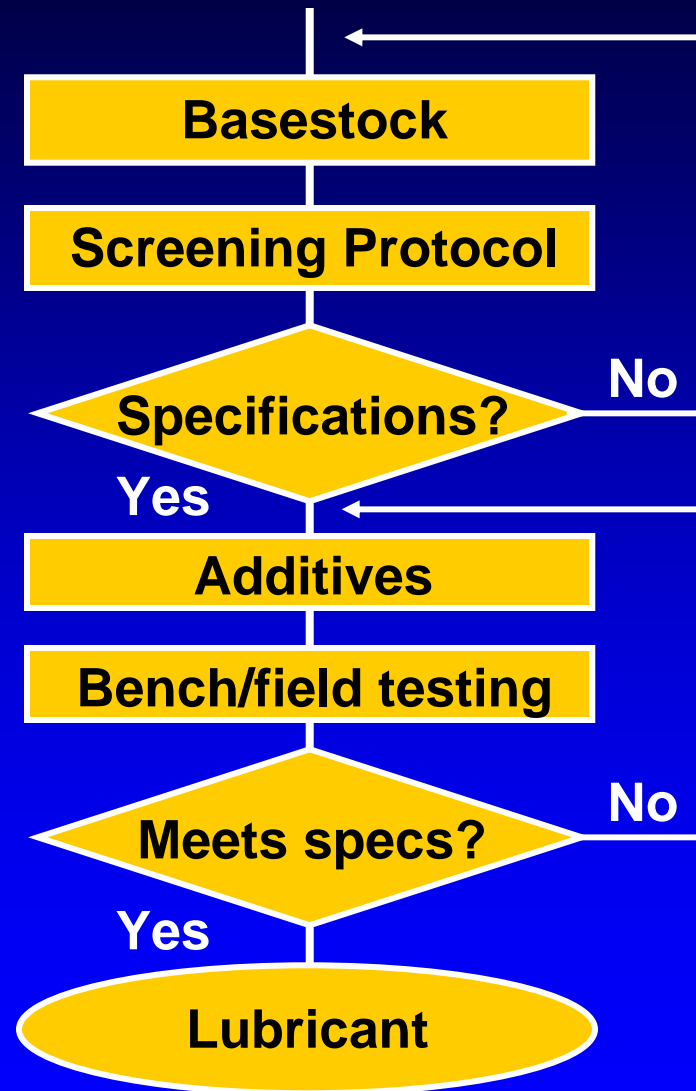 Basestock
Screening Protocol
No
Specifications?
Yes
Additives
Bench/field testing
No
Meets specs?
Yes
Lubricant